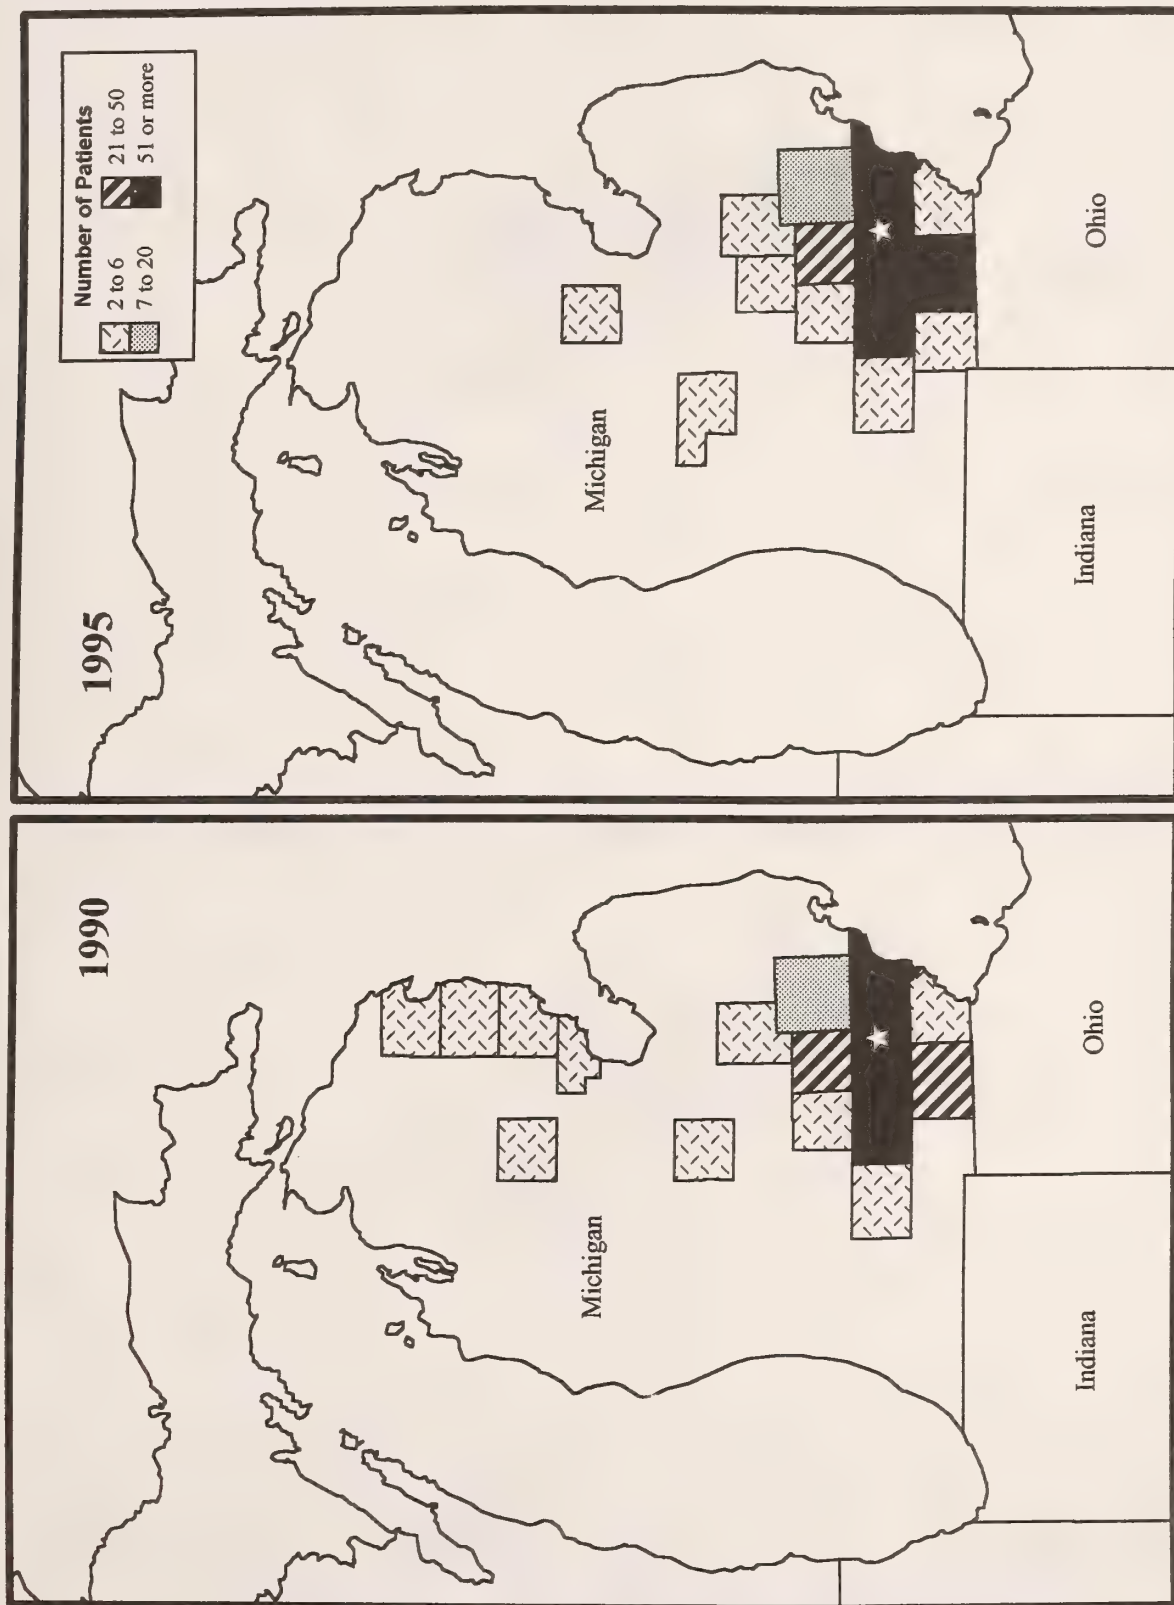 1990
Michigan
Indiana
Ohio
1995
Number of Patients
2 to 6
21 to 50
7 to 20
51 or more
Michigan
Indiana
Ohio